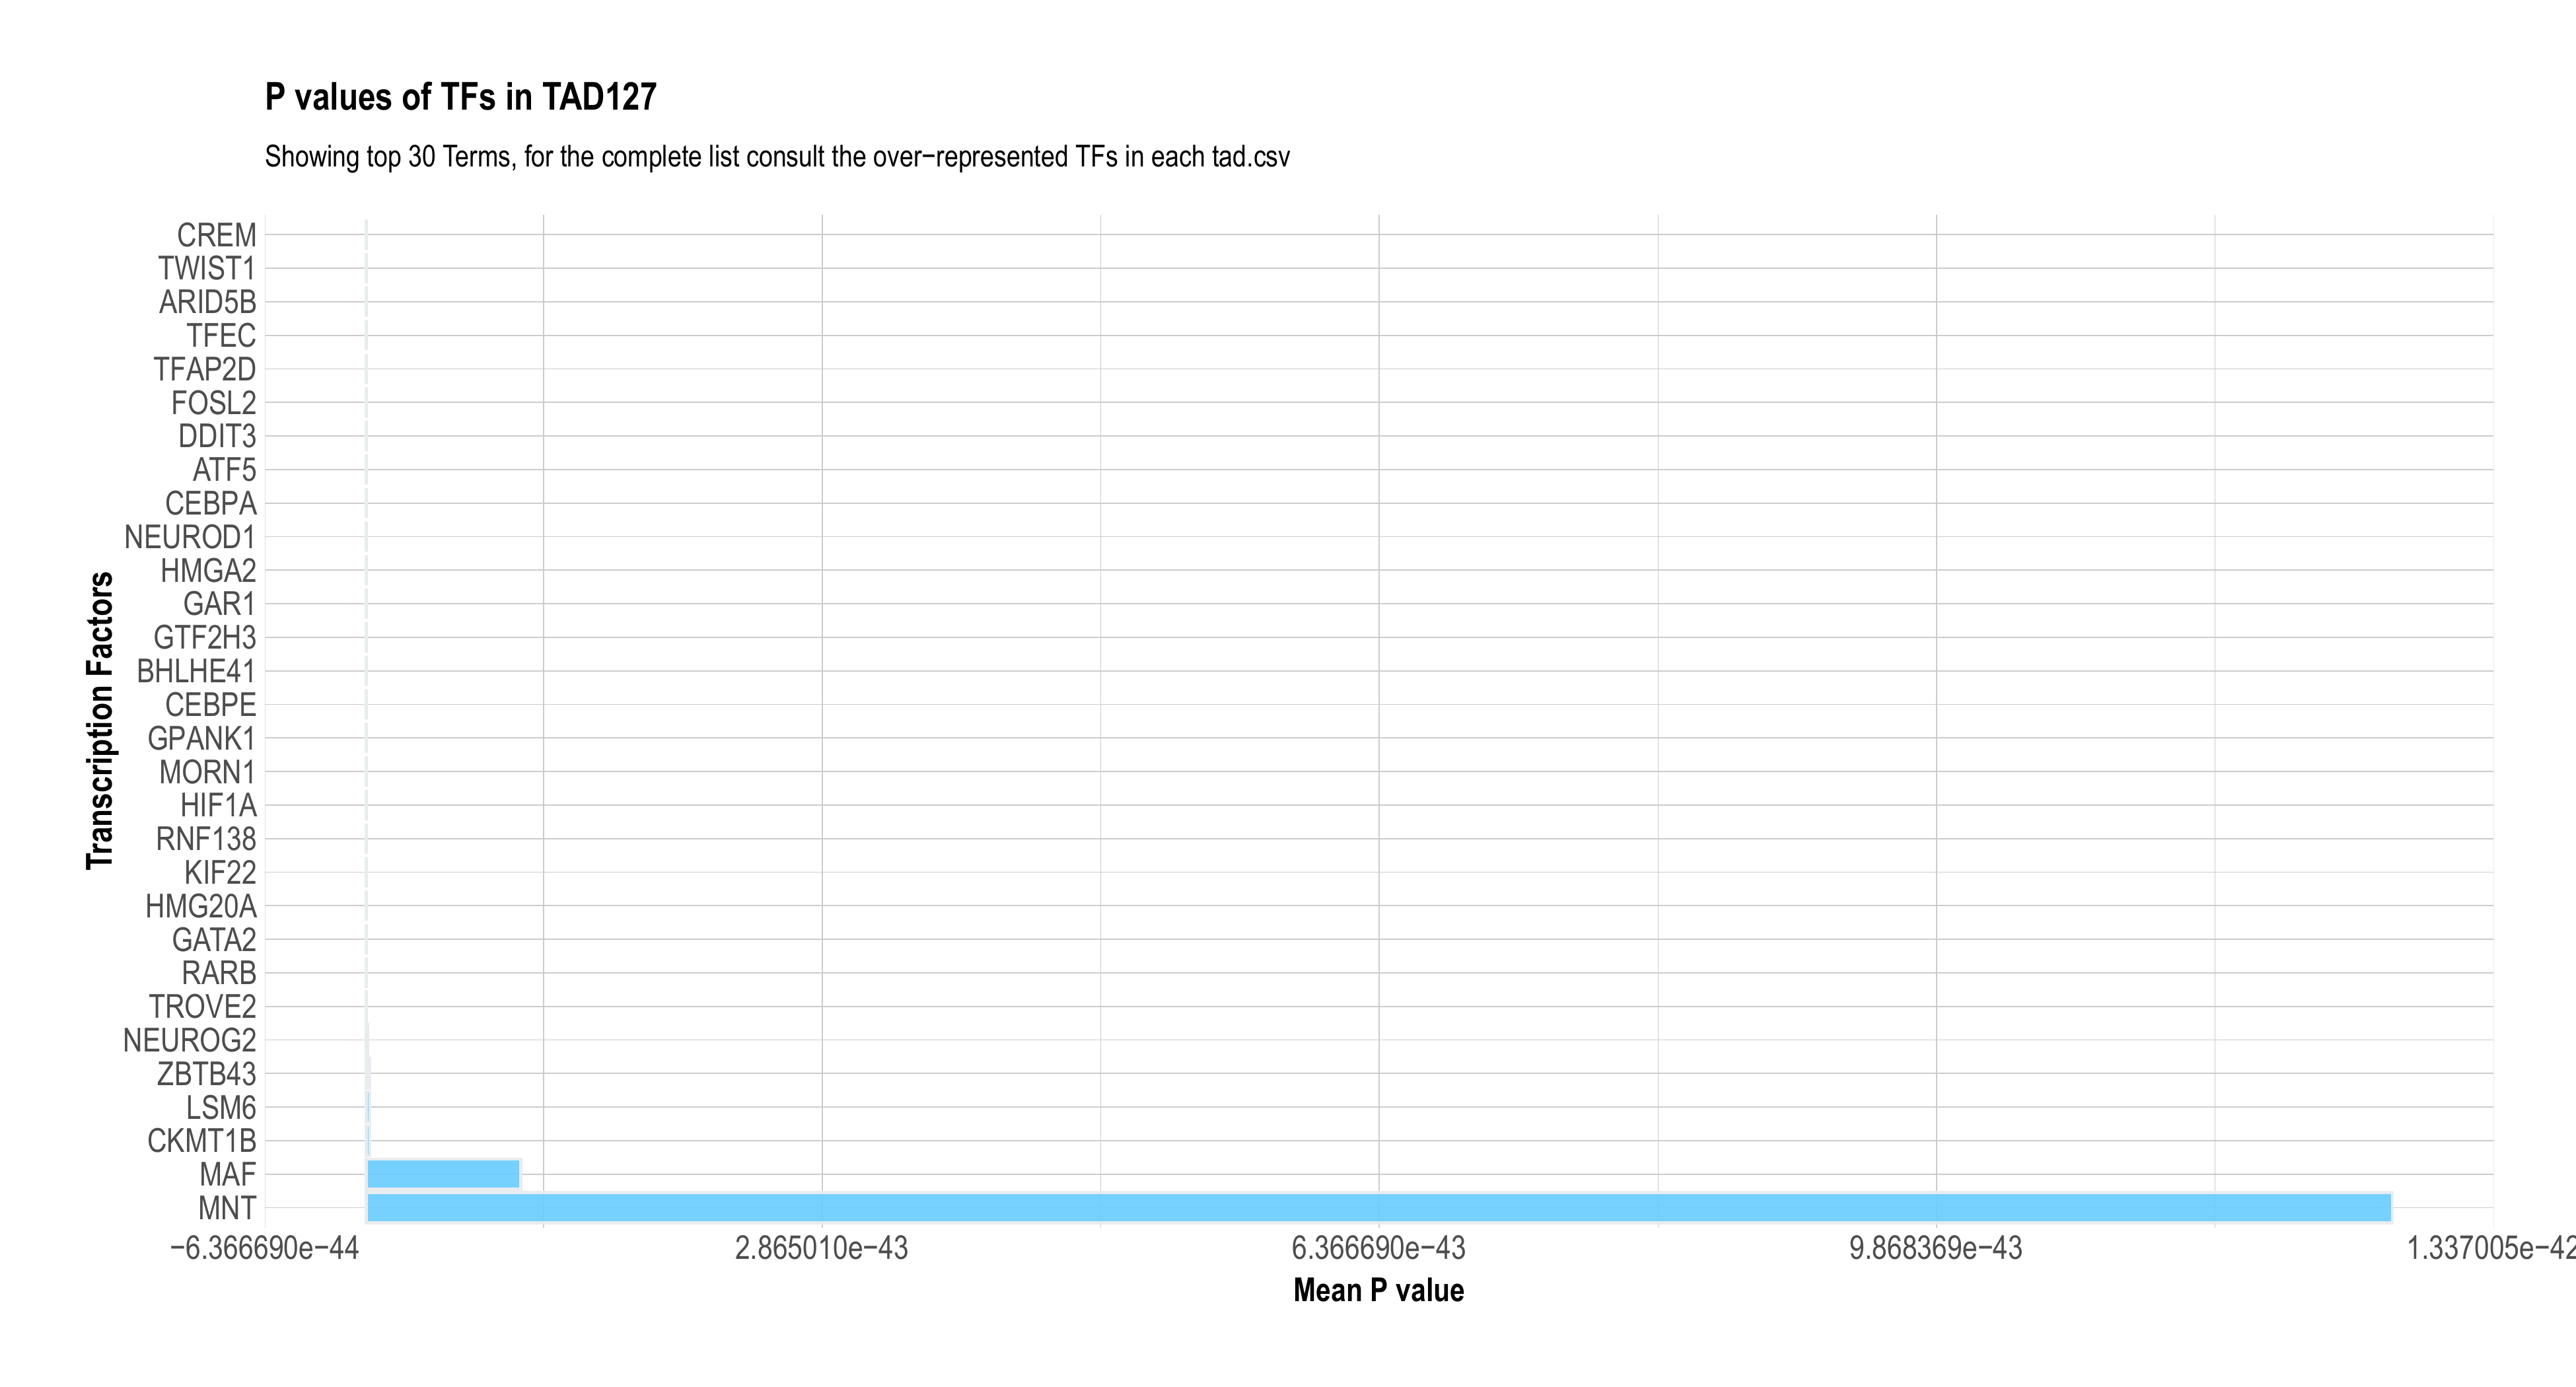 P values of TFs in TAD127
Showing top 30 Terms, for the complete list consult the over−represented TFs in each tad.csv
Transcription Factors
CREM
TWIST1
ARID5B
TFEC
TFAP2D
FOSL2
DDIT3
ATF5
CEBPA
NEUROD1
HMGA2
GAR1
GTF2H3
BHLHE41
CEBPE
GPANK1
MORN1
HIF1A
RNF138
KIF22
HMG20A
GATA2
RARB
TROVE2
NEUROG2
ZBTB43
LSM6
CKMT1B
MAF
MNT
−6.366690e−44 2.865010e−43 6.366690e−43 9.868369e−43 1.337005e−42
Mean P value